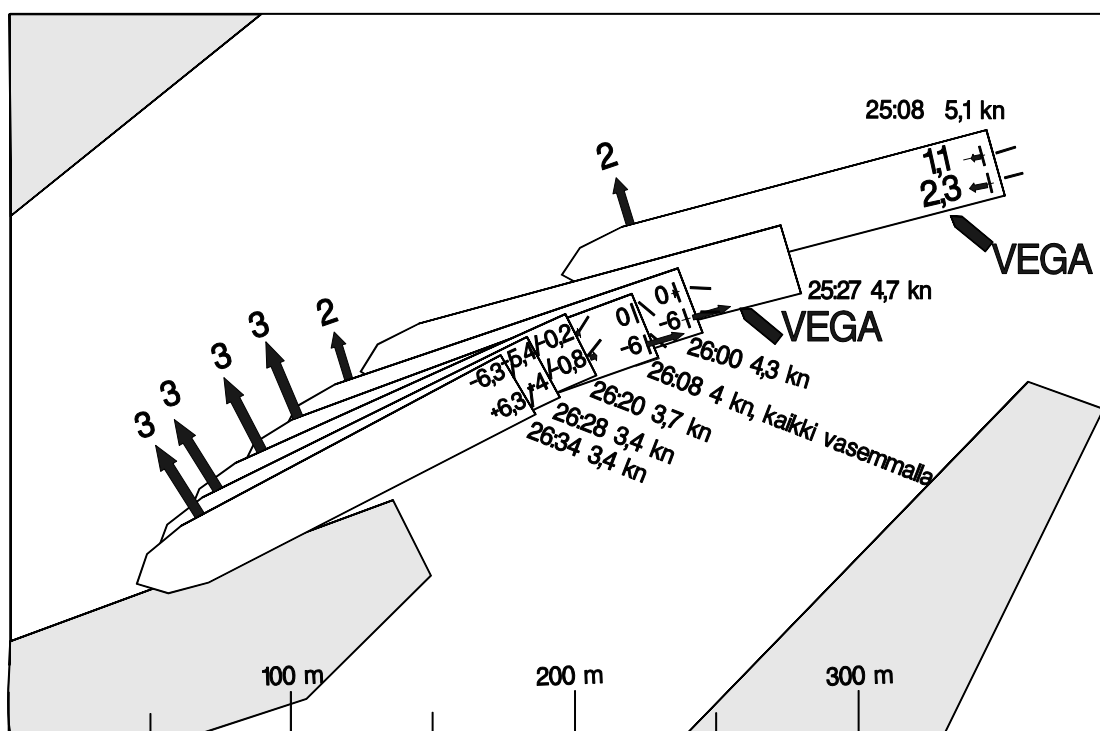 25:08 5,1 kn
2
1,1
2,3
VEGA
25:27 4,7 kn
VEGA
2
3
3
3
3
0
-6
26:00 4,3 kn
0
-6
26:08 4 kn, kaikki vasemmalla
-0,2
-0,8
26:20 3,7 kn
+5,4
+4
26:28 3,4 kn
-6,3
+6,3
26:34 3,4 kn
100 m
200 m
300 m